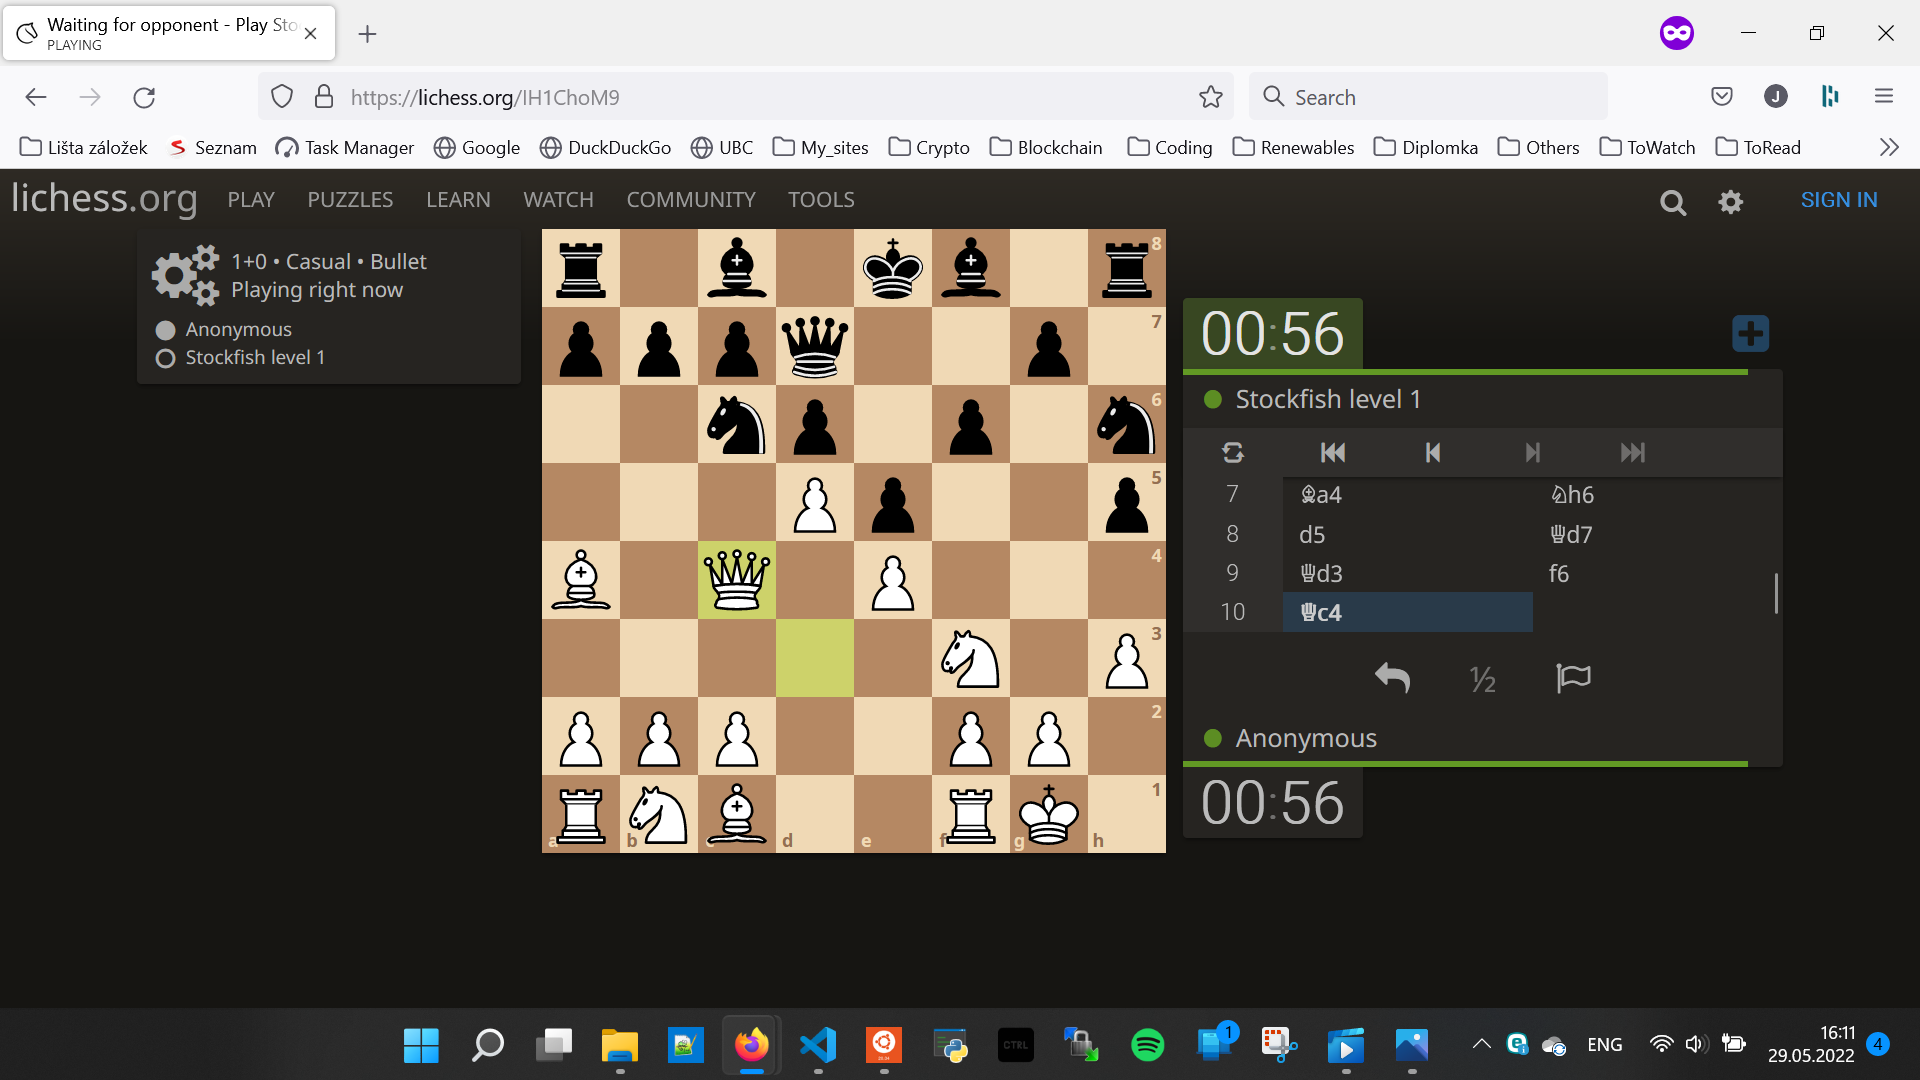 Waiting for opponent - Play Sto
PLAYING
https://lichess.org/IH1ChoM9
Search
Lišta záložek
Seznam
Task Manager
Google
DuckDuckGo
UBC
My_sites
Crypto
Blockchain
Coding
Renewables
Diplomka
Others
ToWatch
ToRead
lichess.org
PLAY
PUZZLES
LEARN
WATCH
COMMUNITY
TOOLS
SIGN IN
1+0 • Casual • Bullet
Playing right now
Anonymous
Stockfish level 1
8
7
6
5
4
3
2
1
a
b
c
d
e
f
g
h
00:56
Stockfish level 1
7 ♗a4 ♘h6
8 d5 ♕d7
9 ♕d3 f6
10 ♕c4
½
Anonymous
00:56
J
CTRL
1
ENG
16:11
29.05.2022
4